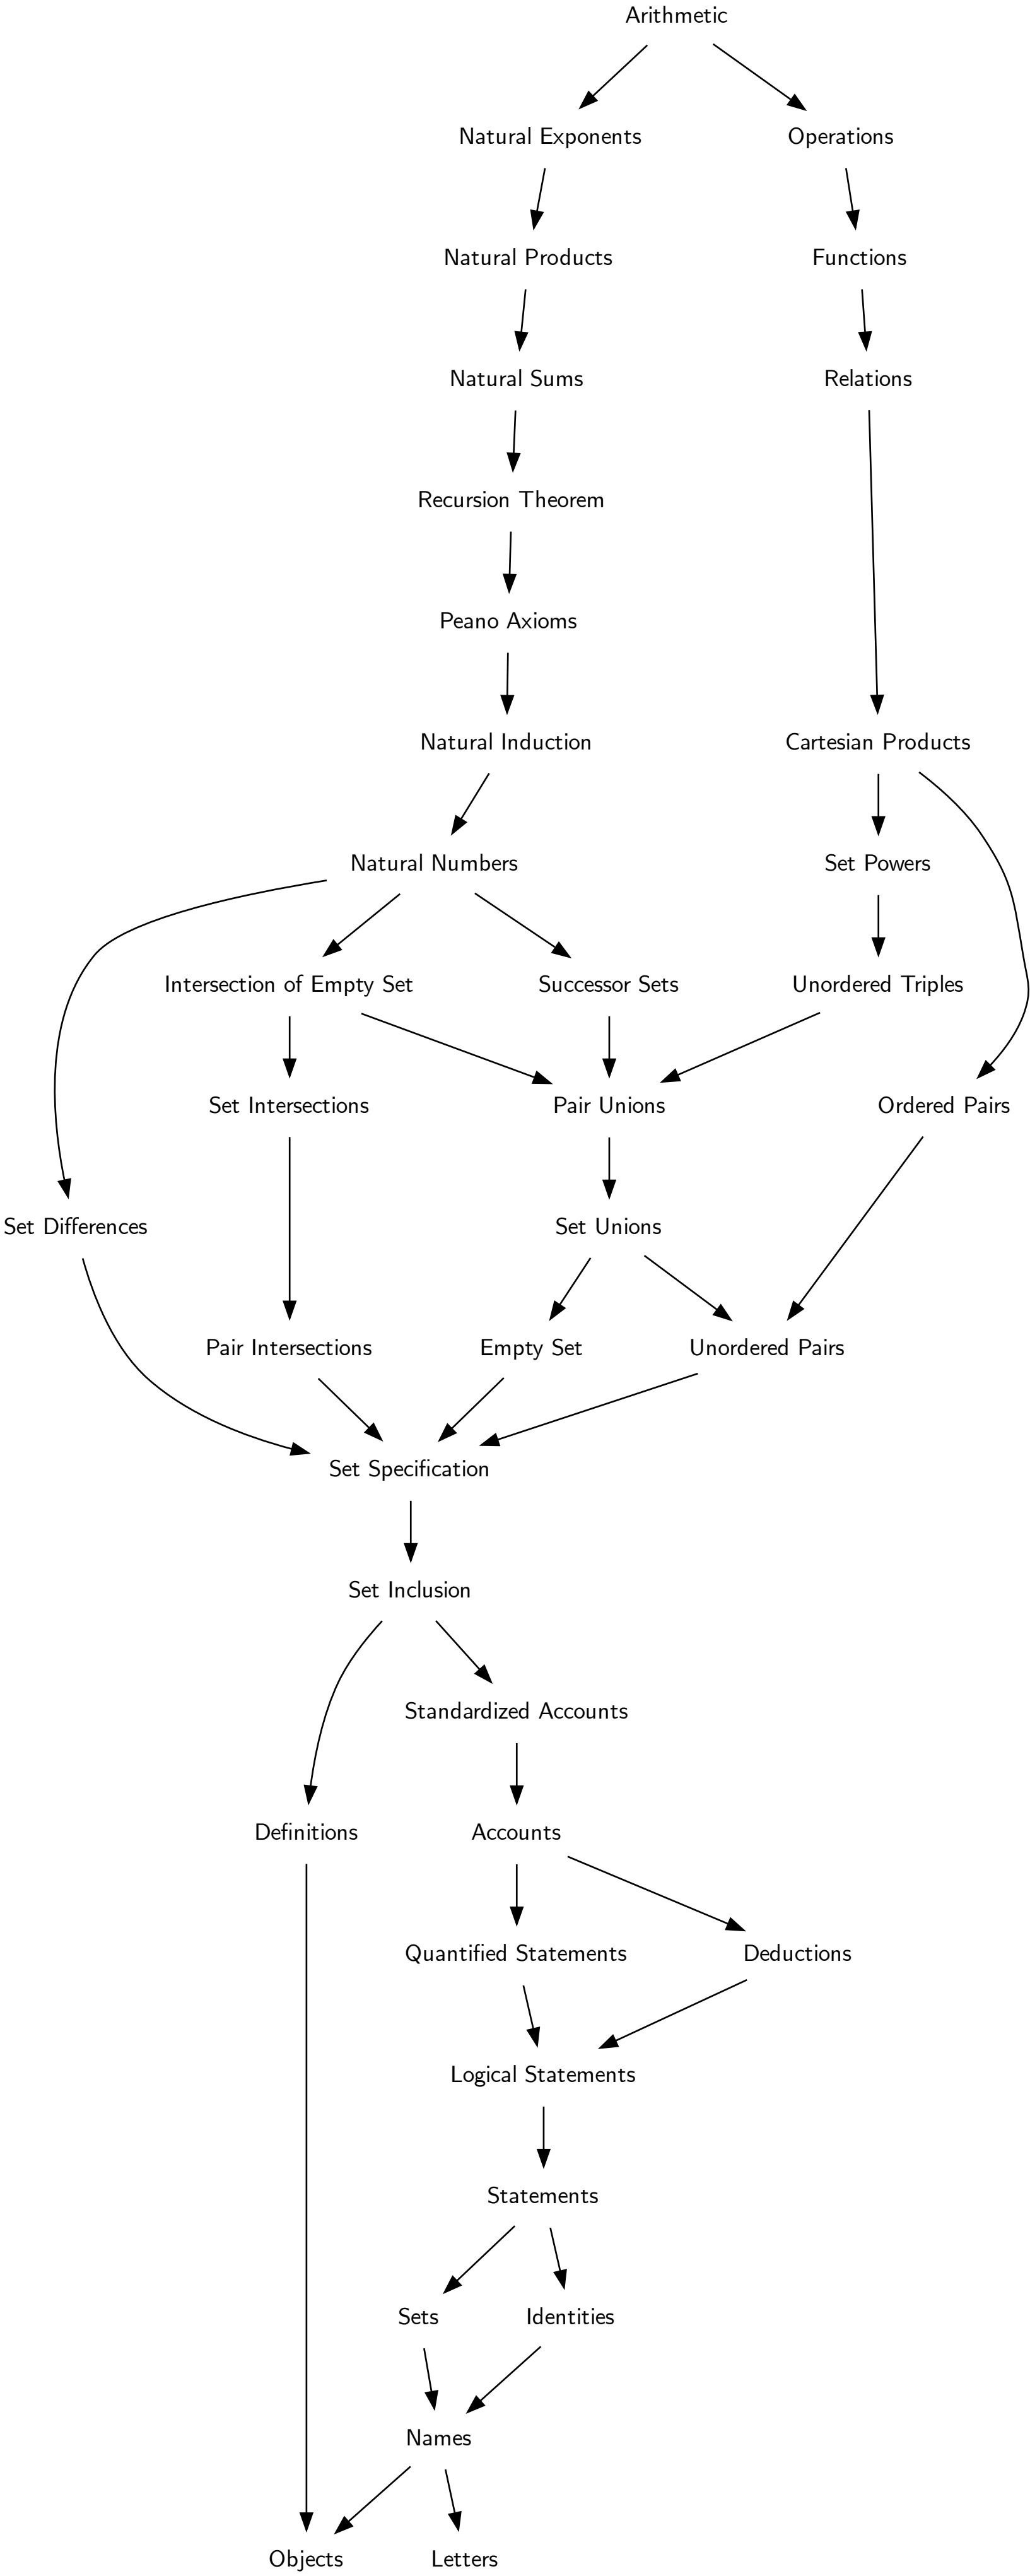 Arithmetic
Natural Exponents
Operations
Natural Products
Functions
Natural Sums
Relations
Recursion Theorem
Peano Axioms
Natural Induction
Cartesian Products
Natural Numbers
Set Powers
Intersection of Empty Set
Successor Sets
Unordered Triples
Set Intersections
Pair Unions
Ordered Pairs
Set Differences
Set Unions
Pair Intersections
Empty Set
Unordered Pairs
Set Specification
Set Inclusion
Standardized Accounts
Definitions
Accounts
Quantified Statements
Deductions
Logical Statements
Statements
Sets
Identities
Names
Objects
Letters